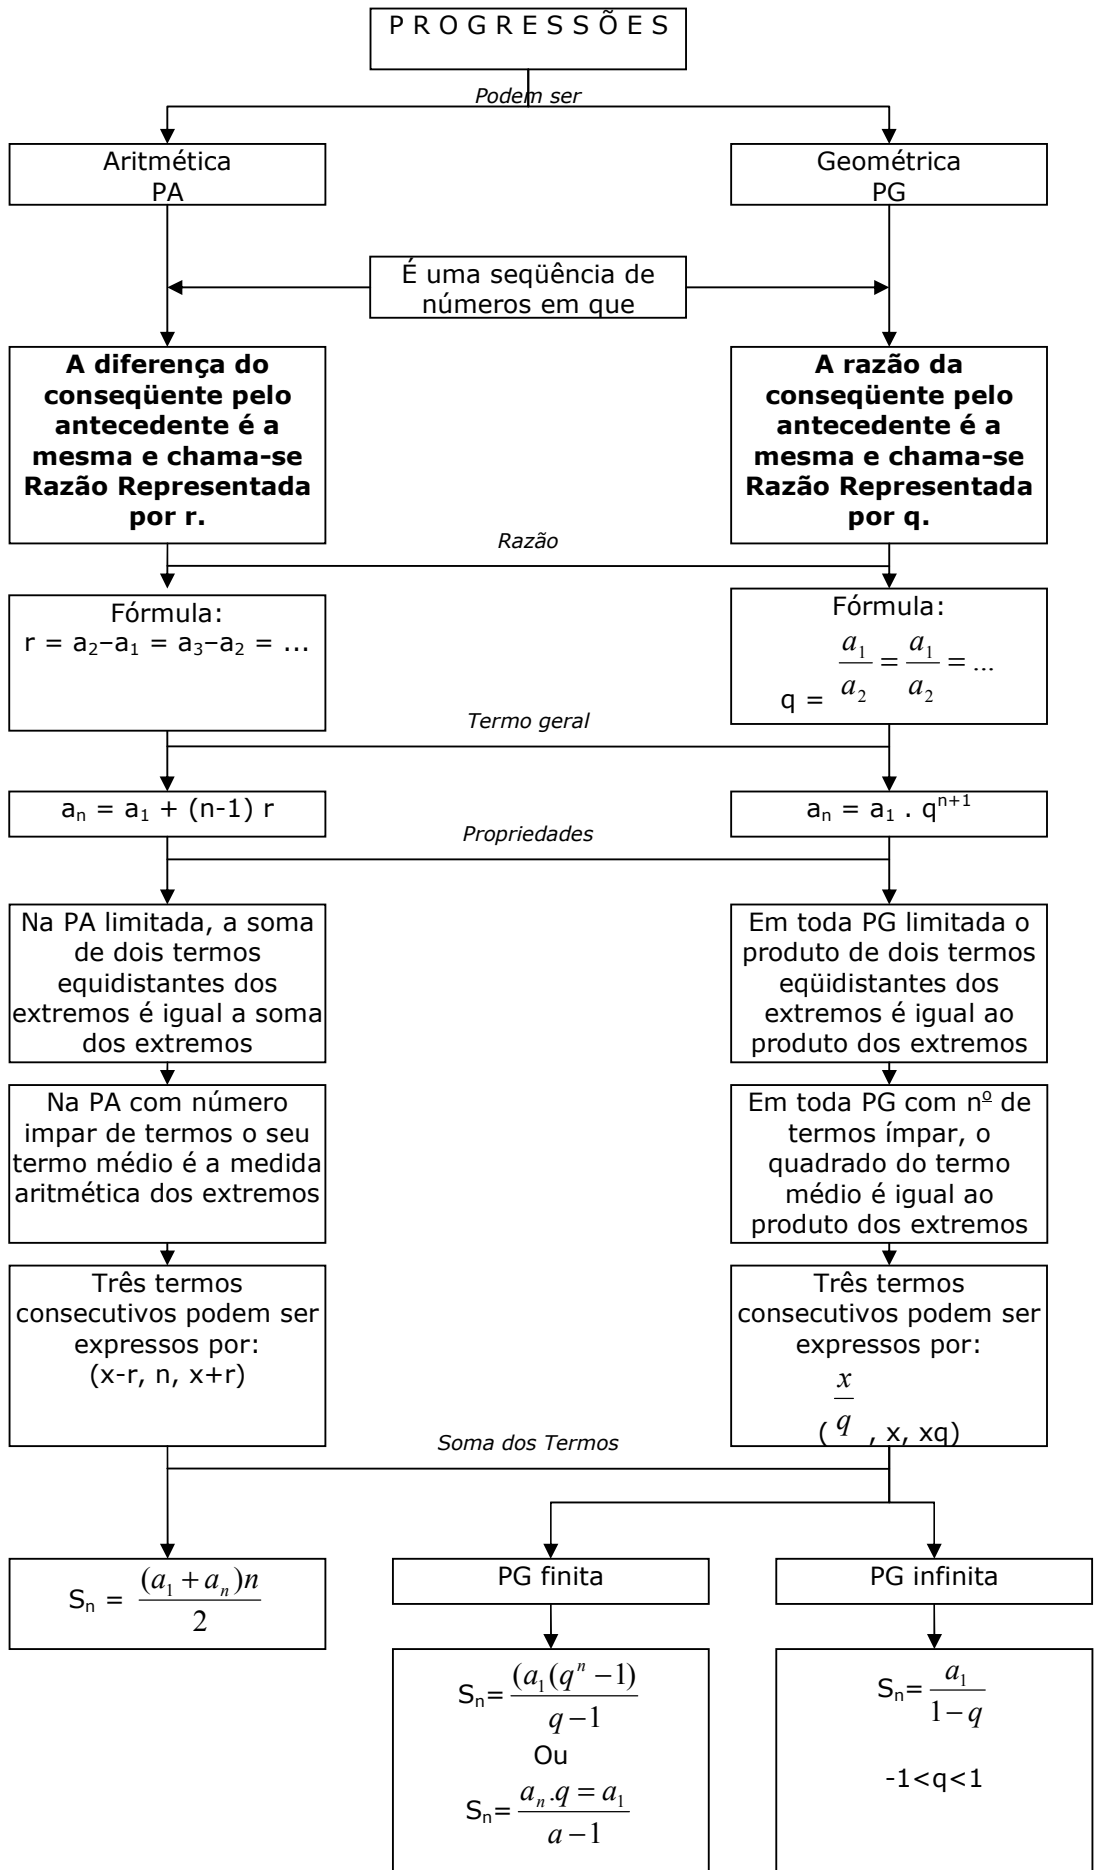 P R O G R E S S Õ E S
Podem ser
Aritmética
PA
Geométrica
PG
É uma seqüência de
números em que
A diferença do
conseqüente pelo
antecedente é a
mesma e chama-se
Razão Representada
por r.
A razão da
conseqüente pelo
antecedente é a
mesma e chama-se
Razão Representada
por q.
Razão
Fórmula:
r = a₂–a₁ = a₃–a₂ = ...
Fórmula:
q = a₁/a₂ = a₁/a₂ = ...
Termo geral
aₙ = a₁ + (n-1) r
aₙ = a₁ . qⁿ⁺¹
Propriedades
Na PA limitada, a soma
de dois termos
equidistantes dos
extremos é igual a soma
dos extremos
Em toda PG limitada o
produto de dois termos
eqüidistantes dos
extremos é igual ao
produto dos extremos
Na PA com número
impar de termos o seu
termo médio é a medida
aritmética dos extremos
Em toda PG com nº de
termos ímpar, o
quadrado do termo
médio é igual ao
produto dos extremos
Três termos
consecutivos podem ser
expressos por:
(x-r, n, x+r)
Três termos
consecutivos podem ser
expressos por:
(x/q , x, xq)
Soma dos Termos
Sₙ = (a₁ + aₙ)n/2
PG finita
PG infinita
Sₙ= (a₁(qⁿ –1)/q –1
Ou
Sₙ= aₙ.q = a₁/a –1
Sₙ= a₁/1– q
-1<q<1